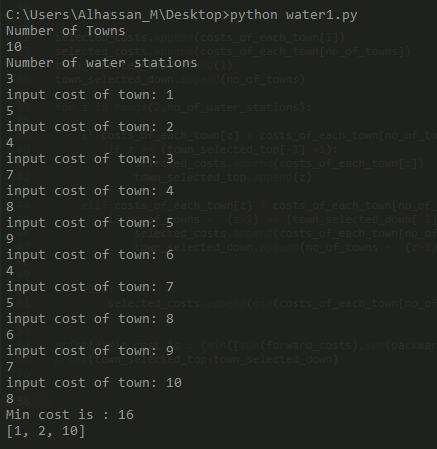 C:\Users\Alhassan_M\Desktop>python water1.py
Number of Towns
10
Number of water stations
3
input cost of town: 1
5
input cost of town: 2
4
input cost of town: 3
7
input cost of town: 4
8
input cost of town: 5
9
input cost of town: 6
4
input cost of town: 7
5
input cost of town: 8
6
input cost of town: 9
7
input cost of town: 10
8
Min cost is : 16
[1, 2, 10]